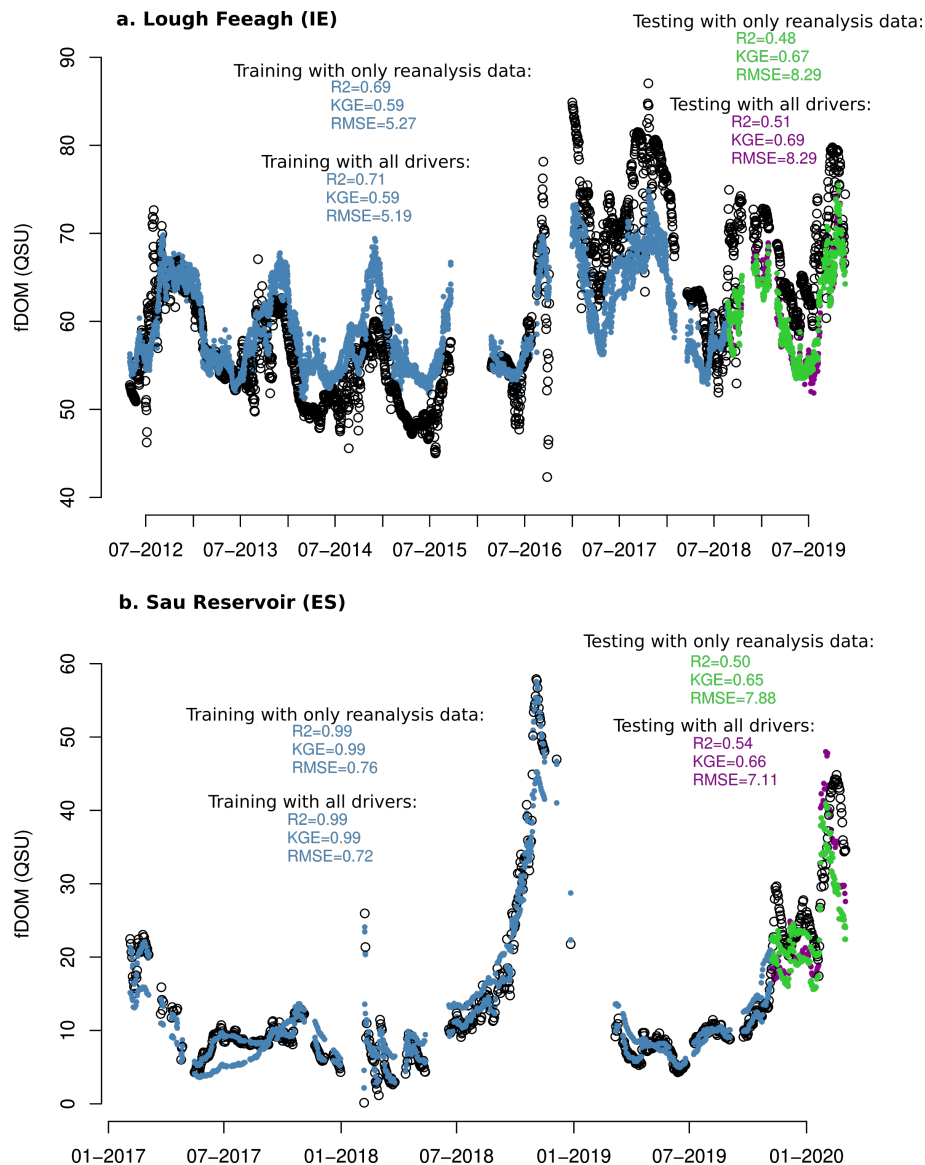 a. Lough Feeagh (IE)
Testing with only reanalysis data:
R2=0.48
KGE=0.67
RMSE=8.29
Training with only reanalysis data:
R2=0.69
KGE=0.59
RMSE=5.27
Testing with all drivers:
R2=0.51
KGE=0.69
RMSE=8.29
Training with all drivers:
R2=0.71
KGE=0.59
RMSE=5.19
fDOM (QSU)
90
80
70
60
50
40
07-2012 07-2013 07-2014 07-2015 07-2016 07-2017 07-2018 07-2019
b. Sau Reservoir (ES)
Testing with only reanalysis data:
R2=0.50
KGE=0.65
RMSE=7.88
Training with only reanalysis data:
R2=0.99
KGE=0.99
RMSE=0.76
Testing with all drivers:
R2=0.54
KGE=0.66
RMSE=7.11
Training with all drivers:
R2=0.99
KGE=0.99
RMSE=0.72
fDOM (QSU)
60
50
40
30
20
10
0
01-2017 07-2017 01-2018 07-2018 01-2019 07-2019 01-2020